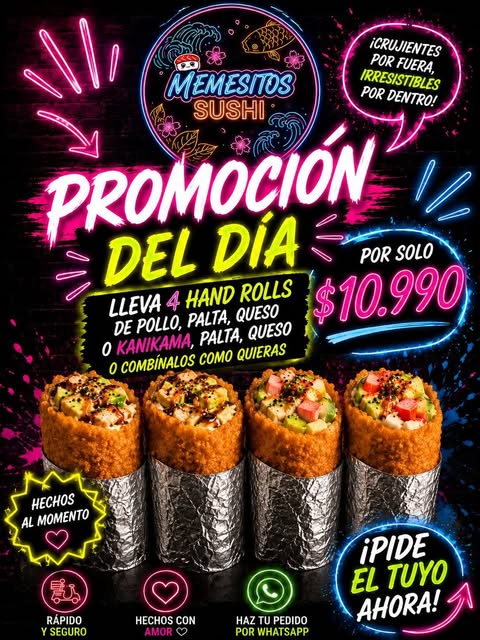 MEMESITOS
SUSHI
¡CRUJIENTES
POR FUERA,
IRRESISTIBLES
POR DENTRO!
PROMOCIÓN
DEL DÍA
LLEVA 4 HAND ROLLS
DE POLLO, PALTA, QUESO
O KANIKAMA, PALTA, QUESO
O COMBÍNALOS COMO QUIERAS
POR SOLO
$10.990
HECHOS
AL MOMENTO
¡PIDE
EL TUYO
AHORA!
RÁPIDO
Y SEGURO
HECHOS CON
AMOR ♡
HAZ TU PEDIDO
POR WHATSAPP